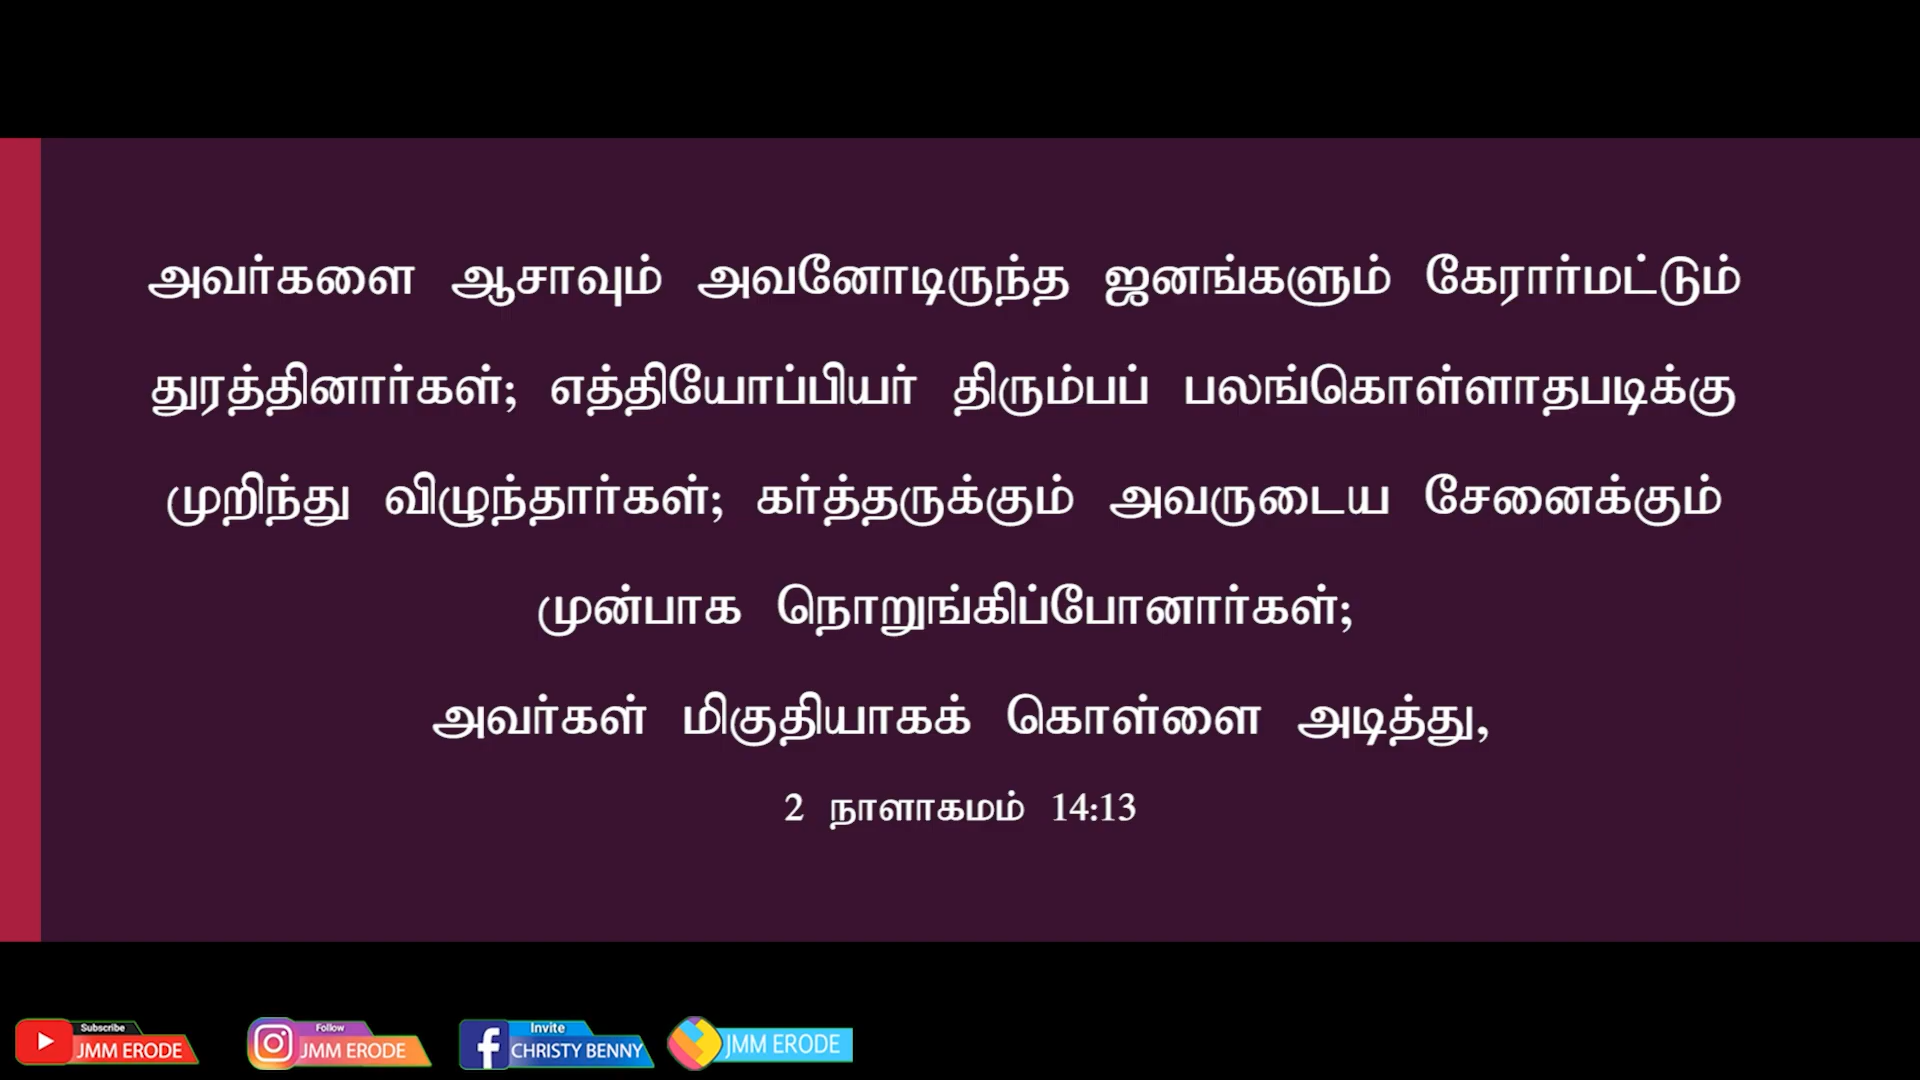 அவர்களை ஆசாவும் அவனோடிருந்த ஜனங்களும் கேரார்மட்டும்
துரத்தினார்கள்; எத்தியோப்பியர் திரும்பப் பலங்கொள்ளாதபடிக்கு
முறிந்து விழுந்தார்கள்; கர்த்தருக்கும் அவருடைய சேனைக்கும்
முன்பாக நொறுங்கிப்போனார்கள்;
அவர்கள் மிகுதியாகக் கொள்ளை அடித்து,
2 நாளாகமம் 14:13
Subscribe
JMM ERODE
Follow
JMM ERODE
Invite
CHRISTY BENNY
JMM ERODE